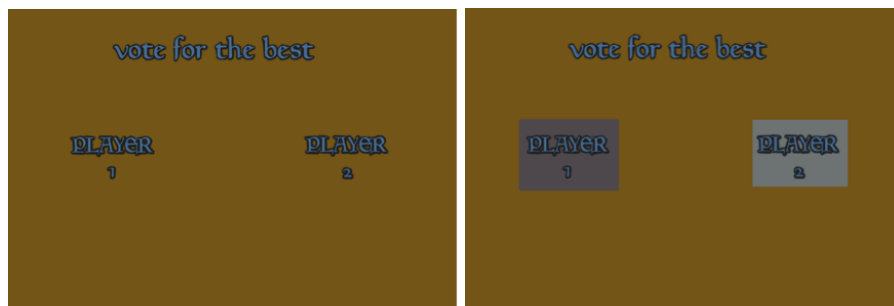 vote for the best
PLAYER
1
PLAYER
2
vote for the best
PLAYER
1
PLAYER
2